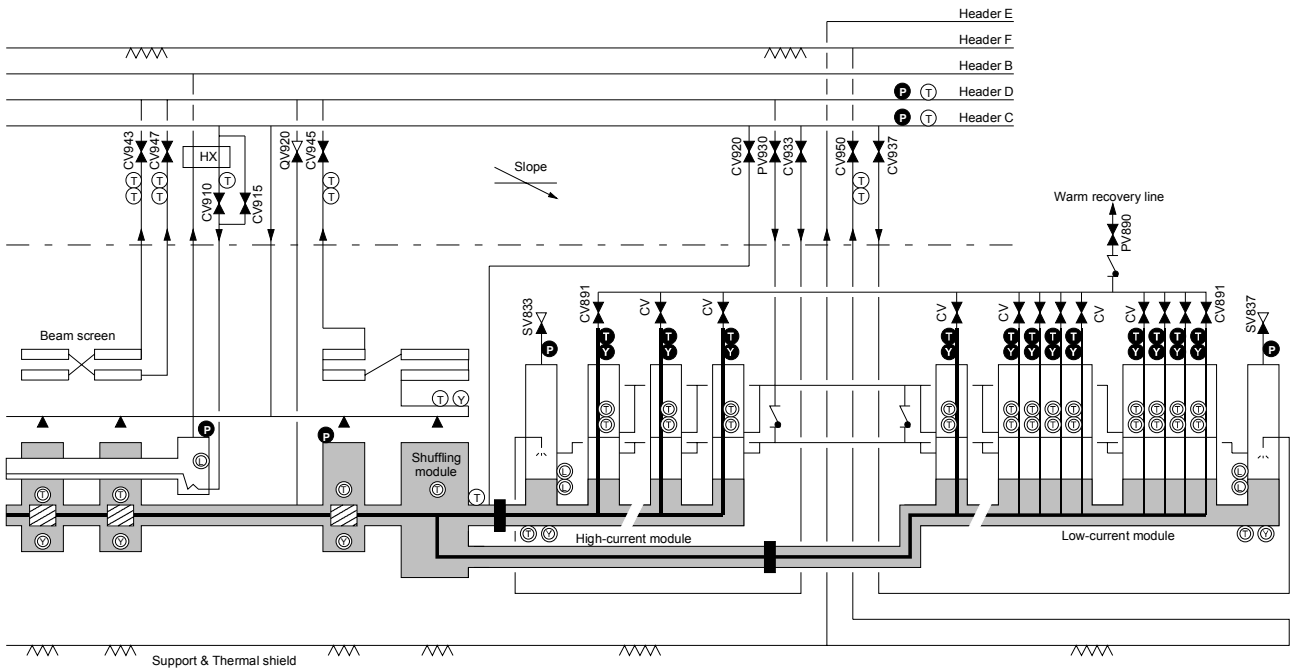 Header E
Header F
Header B
P T Header D
P T Header C
CV943
CV947
HX
QV920
CV945
CV920
PV930
CV933
CV950
CV937
T T T T
T
T T
T T
CV910
CV915
Slope
Warm recovery line
PV890
SV833
CV891
CV
CV
CV
CV
CV
CV891
SV837
Beam screen
P T T T T T T T T T T T T P
Y Y Y Y Y Y Y Y Y Y Y Y
T Y
T T T T T T T T T T T T
T T T T T T T T T T T T
P P
L
Shuffling
module
L L
L L
T T T T T
Y Y Y
T Y
High-current module
Low-current module
T Y
Support & Thermal shield